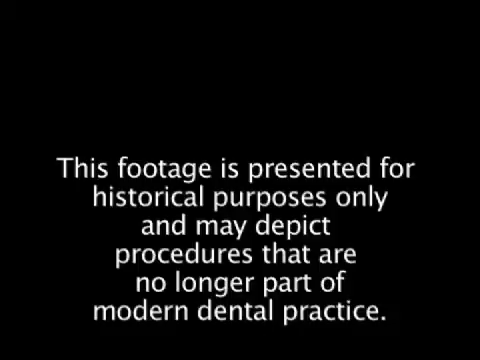 This footage is presented for
historical purposes only
and may depict
procedures that are
no longer part of
modern dental practice.